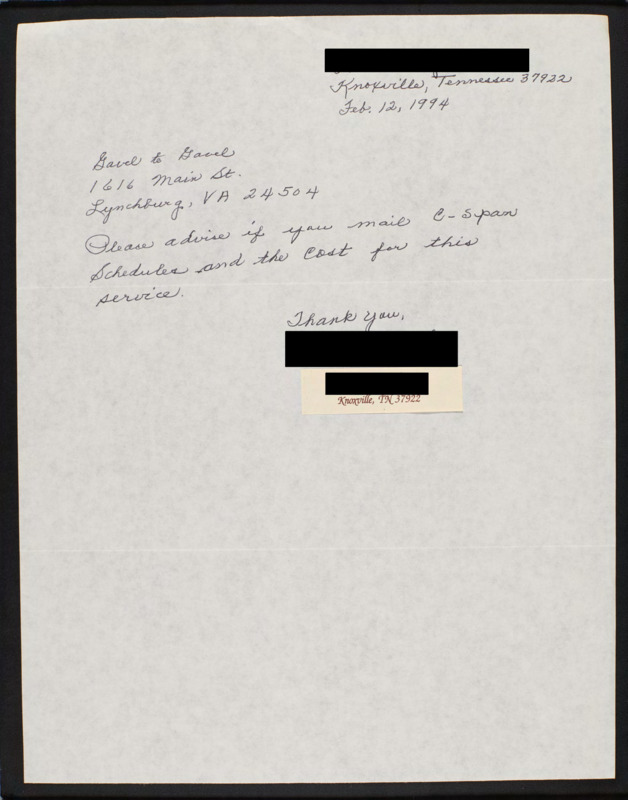 Knoxville, Tennessee 37922
Feb. 12, 1994
Gavel to Gavel
1616 Main St.
Lynchburg, VA 24504
Please advise if you mail C-Span
Schedules and the cost for this
service.
Thank You,
Knoxville, TN 37922